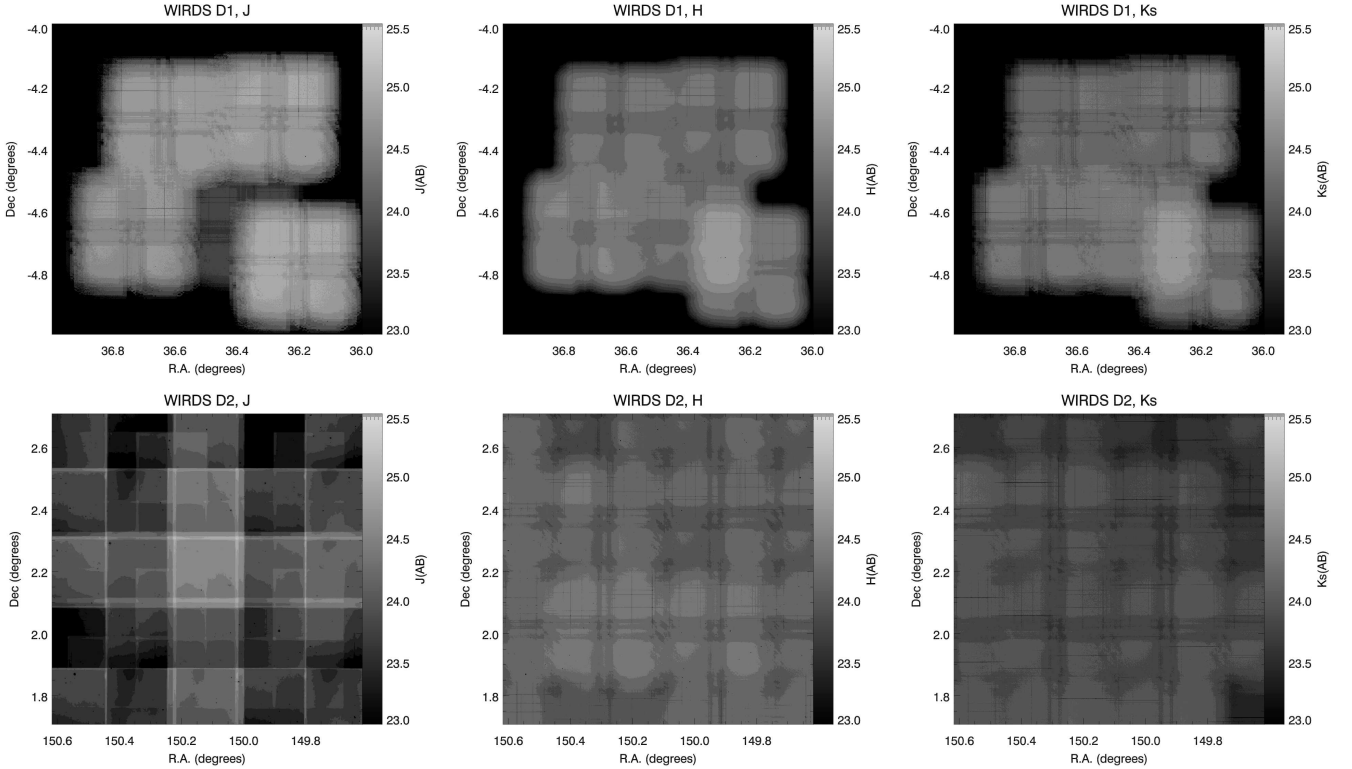 WIRDS D1, J
-4.0
-4.2
-4.4
-4.6
-4.8
Dec (degrees)
36.8 36.6 36.4 36.2 36.0
R.A. (degrees)
25.5
25.0
24.5
24.0
23.5
23.0
J(AB)
WIRDS D1, H
-4.0
-4.2
-4.4
-4.6
-4.8
Dec (degrees)
36.8 36.6 36.4 36.2 36.0
R.A. (degrees)
25.5
25.0
24.5
24.0
23.5
23.0
H(AB)
WIRDS D1, Ks
-4.0
-4.2
-4.4
-4.6
-4.8
Dec (degrees)
36.8 36.6 36.4 36.2 36.0
R.A. (degrees)
25.5
25.0
24.5
24.0
23.5
23.0
Ks(AB)
WIRDS D2, J
2.6
2.4
2.2
2.0
1.8
Dec (degrees)
150.6 150.4 150.2 150.0 149.8
R.A. (degrees)
25.5
25.0
24.5
24.0
23.5
23.0
J(AB)
WIRDS D2, H
2.6
2.4
2.2
2.0
1.8
Dec (degrees)
150.6 150.4 150.2 150.0 149.8
R.A. (degrees)
25.5
25.0
24.5
24.0
23.5
23.0
H(AB)
WIRDS D2, Ks
2.6
2.4
2.2
2.0
1.8
Dec (degrees)
150.6 150.4 150.2 150.0 149.8
R.A. (degrees)
25.5
25.0
24.5
24.0
23.5
23.0
Ks(AB)